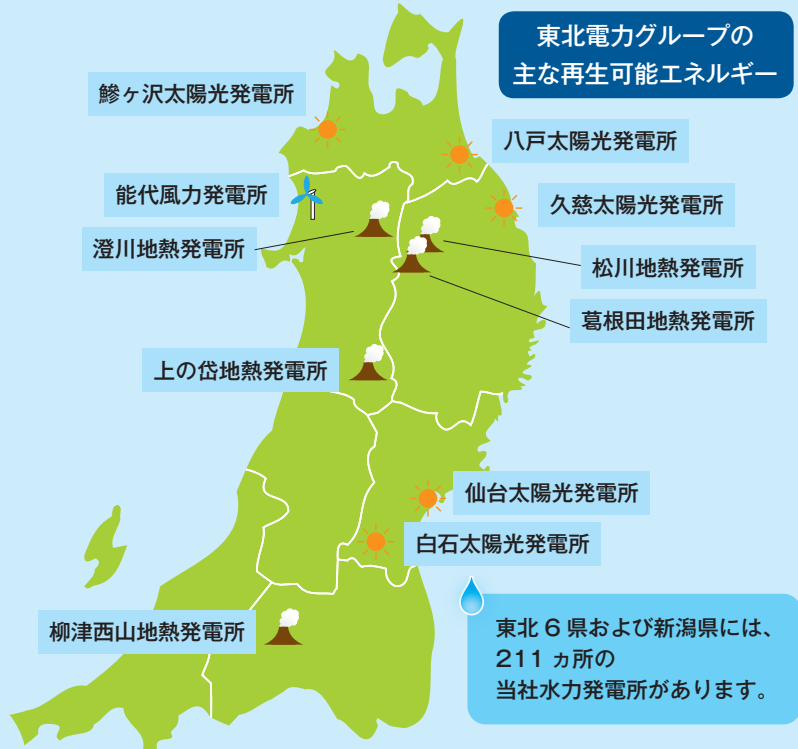 東北電力グループの
主な再生可能エネルギー
鰺ヶ沢太陽光発電所
八戸太陽光発電所
能代風力発電所
久慈太陽光発電所
澄川地熱発電所
松川地熱発電所
葛根田地熱発電所
上の岱地熱発電所
仙台太陽光発電所
白石太陽光発電所
柳津西山地熱発電所
東北 6 県および新潟県には、
211 ヵ所の
当社水力発電所があります。